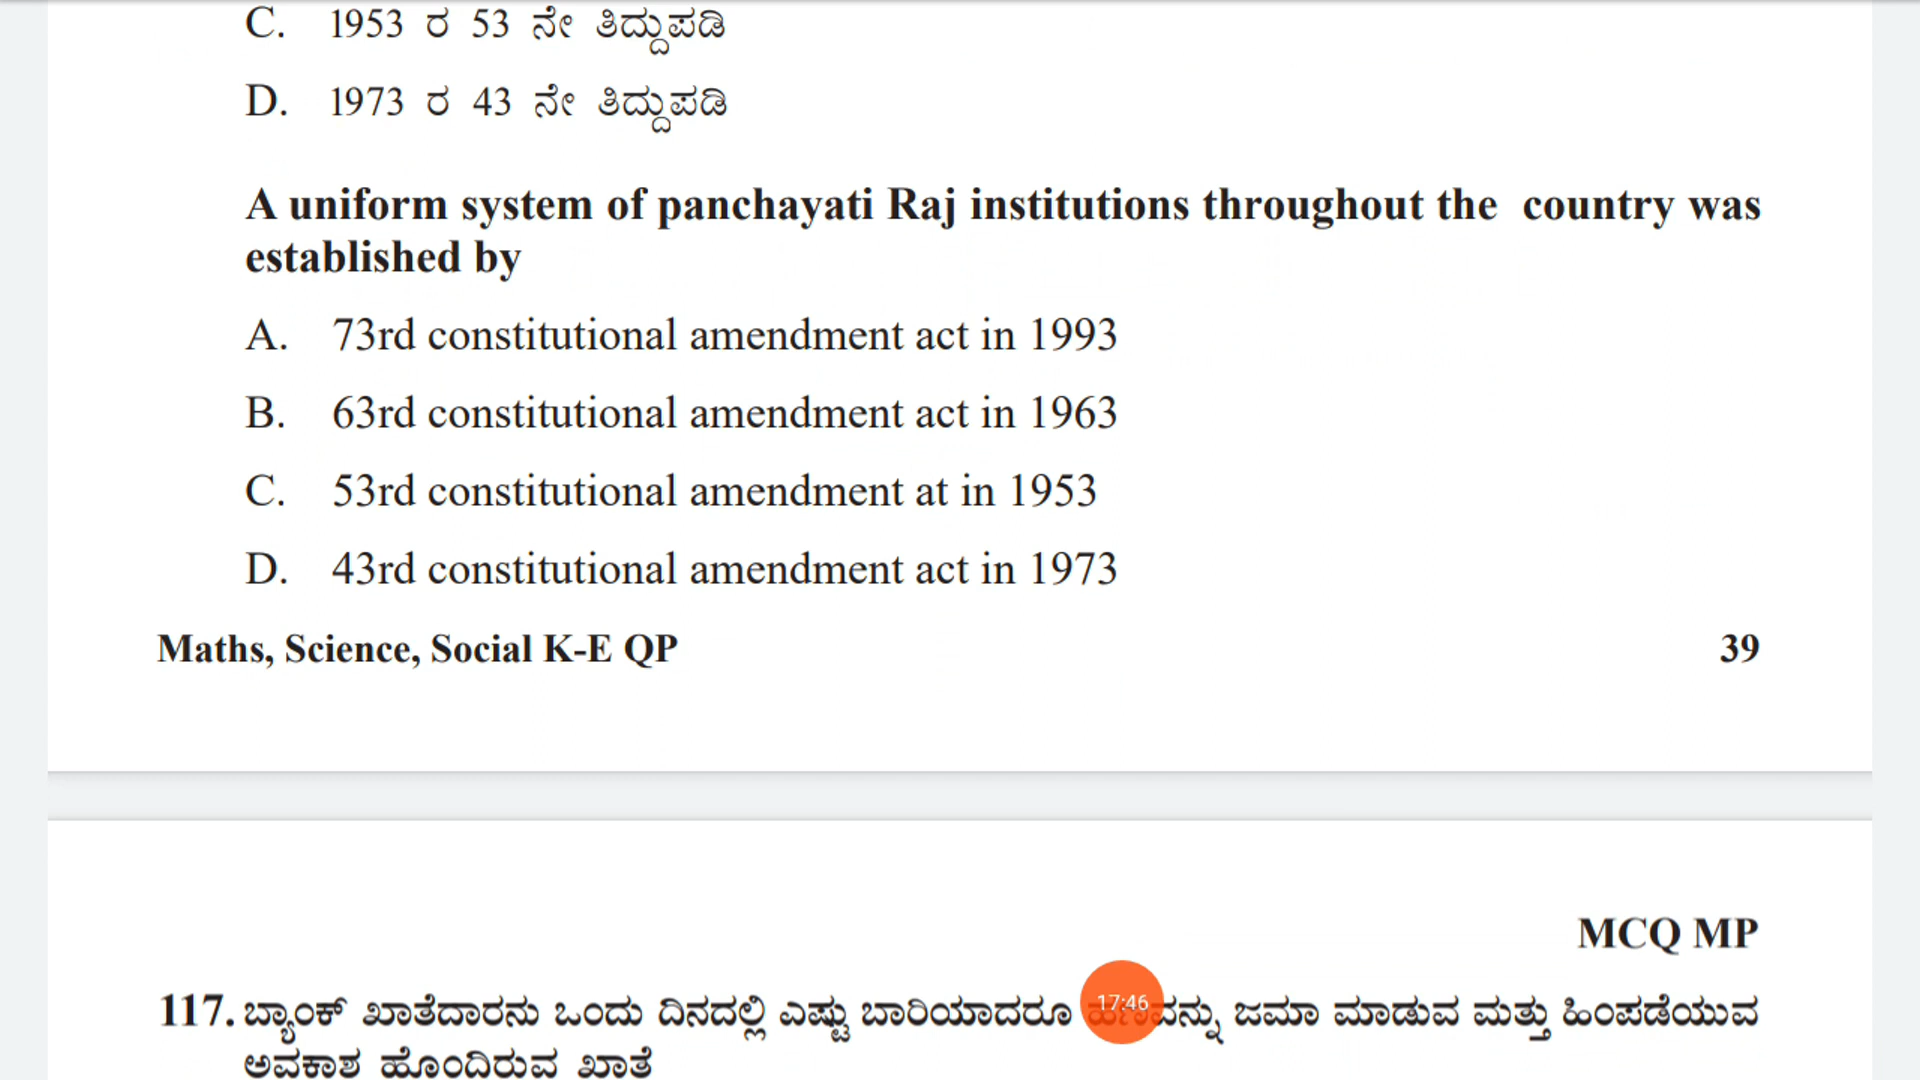 C. 1953 ರ 53 ನೇ ತಿದ್ದುಪಡಿ
D. 1973 ರ 43 ನೇ ತಿದ್ದುಪಡಿ
A uniform system of panchayati Raj institutions throughout the country was
established by
A. 73rd constitutional amendment act in 1993
B. 63rd constitutional amendment act in 1963
C. 53rd constitutional amendment at in 1953
D. 43rd constitutional amendment act in 1973
Maths, Science, Social K-E QP 39
MCQ MP
117. ಬ್ಯಾಂಕ್ ಖಾತೆದಾರನು ಒಂದು ದಿನದಲ್ಲಿ ಎಷ್ಟು ಬಾರಿಯಾದರೂ 17:46 ಜಮಾ ಮಾಡುವ ಮತ್ತು ಹಿಂಪಡೆಯುವ
ಅವಕಾಶ ಹೊಂದಿರುವ ಖಾತೆ